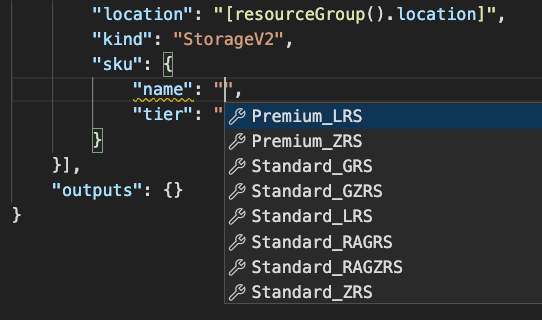 "location": "[resourceGroup().location]",
"kind": "StorageV2",
"sku": {
"name": "",
"tier": "
}
}],
"outputs": {}
}
Premium_LRS
Premium_ZRS
Standard_GRS
Standard_GZRS
Standard_LRS
Standard_RAGRS
Standard_RAGZRS
Standard_ZRS